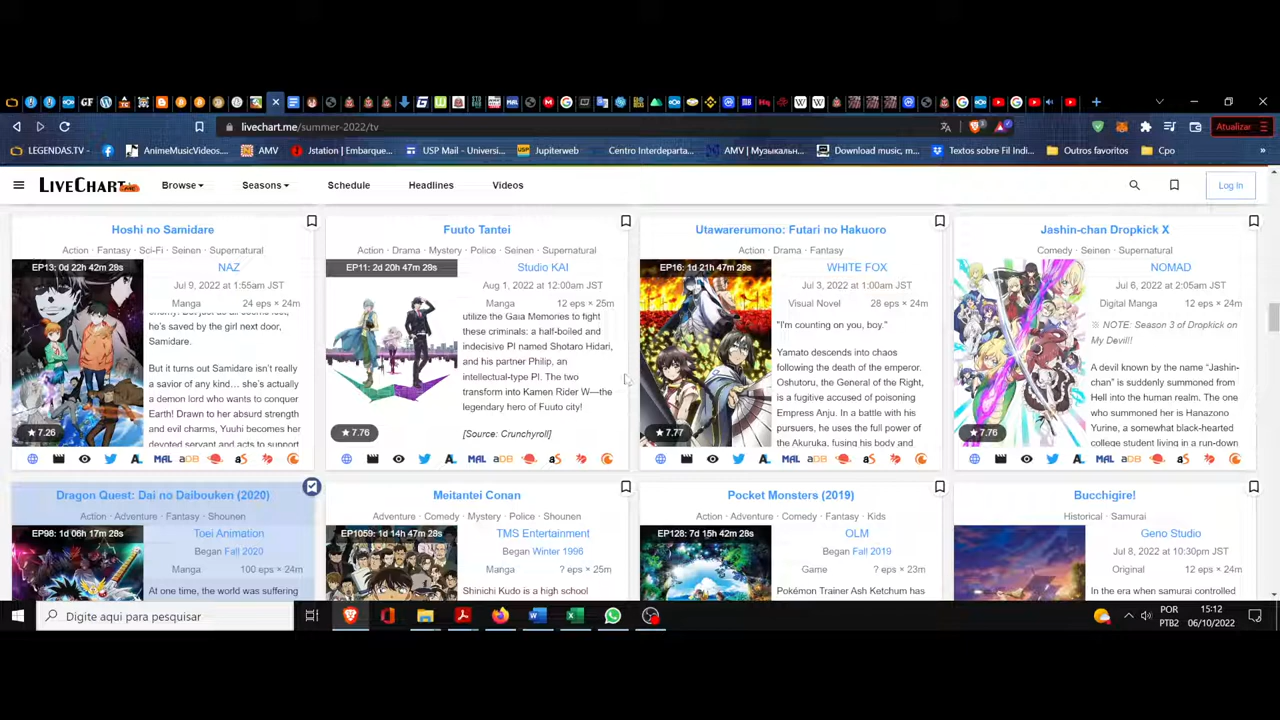 livechart.me/summer-2022/tv
Atualizar
LEGENDAS.TV -
AnimeMusicVideos...
AMV
Jstation | Embarque...
USP Mail - Universi...
Jupiterweb
Centro Interdeparta...
AMV | Музыкальн...
Download music, m...
Textos sobre Fil Indi...
Outros favoritos
Cpo
LIVECHART.me
Browse
Seasons
Schedule
Headlines
Videos
Log In
Hoshi no Samidare
Action · Fantasy · Sci-Fi · Seinen · Supernatural
EP13: 0d 22h 47m 28s
NAZ
Jul 9, 2022 at 1:55am JST
Manga 24 eps × 24m
he's saved by the girl next door,
Samidare.
But it turns out Samidare isn't really
a savior of any kind… she's actually
a demon lord who wants to conquer
Earth! Drawn to her absurd strength
and evil charms, Yuuhi becomes her
devoted servant and acts to support
7.26
Fuuto Tantei
Action · Drama · Mystery · Police · Seinen · Supernatural
EP11: 2d 20h 47m 29s
Studio KAI
Aug 1, 2022 at 12:00am JST
Manga 12 eps × 25m
utilize the Gaia Memories to fight
these criminals: a half-boiled and
indecisive PI named Shotaro Hidari,
and his partner Philip, an
intellectual-type PI. The two
transform into Kamen Rider W—the
legendary hero of Fuuto city!
[Source: Crunchyroll]
7.76
Utawarerumono: Futari no Hakuoro
Action · Drama · Fantasy
EP16: 1d 21h 47m 28s
WHITE FOX
Jul 3, 2022 at 1:00am JST
Visual Novel 28 eps × 24m
"I'm counting on you, boy."
Yamato descends into chaos
following the death of the emperor.
Oshutoru, the General of the Right,
is a fugitive accused of poisoning
Empress Anju. In a battle with his
pursuers, he uses the full power of
the Akuruka, fusing his body and
7.77
Jashin-chan Dropkick X
Comedy · Seinen · Supernatural
NOMAD
Jul 6, 2022 at 2:05am JST
Digital Manga 12 eps × 24m
※ NOTE: Season 3 of Dropkick on
My Devil!!
A devil known by the name "Jashin-
chan" is suddenly summoned from
Hell into the human realm. The one
who summoned her is Hanazono
Yurine, a somewhat black-hearted
college student living in a run-down
7.76
Dragon Quest: Dai no Daibouken (2020)
Action · Adventure · Fantasy · Shounen
EP98: 1d 06h 17m 28s
Toei Animation
Began Fall 2020
Manga 100 eps × 24m
At one time, the world was suffering
Meitantei Conan
Adventure · Comedy · Mystery · Police · Shounen
EP1059: 1d 14h 47m 28s
TMS Entertainment
Began Winter 1996
Manga ? eps × 25m
Shinichi Kudo is a high school
Pocket Monsters (2019)
Action · Adventure · Comedy · Fantasy · Kids
EP128: 7d 15h 42m 28s
OLM
Began Fall 2019
Game ? eps × 23m
Pokémon Trainer Ash Ketchum has
Bucchigire!
Historical · Samurai
Geno Studio
Jul 8, 2022 at 10:30pm JST
Original 12 eps × 24m
In the era when samurai controlled
Digite aqui para pesquisar
POR
PTB2
15:12
06/10/2022